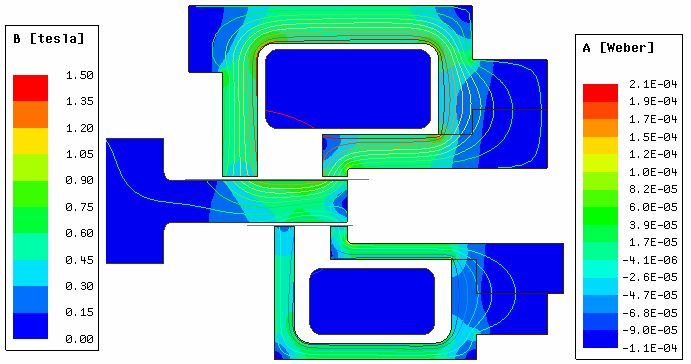 B [tesla]
1.50
1.35
1.20
1.05
0.90
0.75
0.60
0.45
0.30
0.15
0.00
A [Weber]
2.1E-04
1.9E-04
1.7E-04
1.5E-04
1.2E-04
1.0E-04
8.2E-05
6.0E-05
3.9E-05
1.7E-05
-4.1E-06
-2.6E-05
-4.7E-05
-6.8E-05
-9.0E-05
-1.1E-04